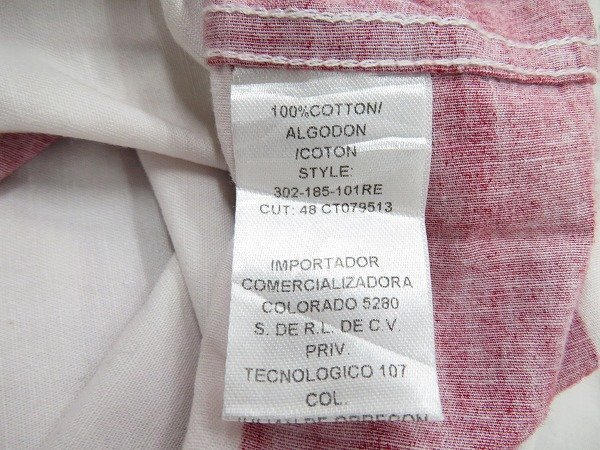 100%COTTON/
ALGODON
/COTON
STYLE:
302-185-101RE
CUT: 48 CT079513
IMPORTADOR
COMERCIALIZADORA
COLORADO 5280
S. DE R.L. DE C.V.
PRIV.
TECNOLOGICO 107
COL.